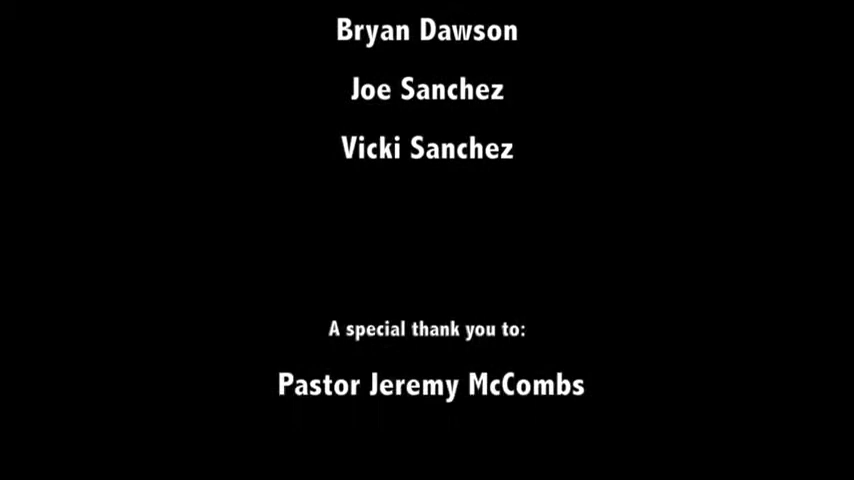 Bryan Dawson
Joe Sanchez
Vicki Sanchez
A special thank you to:
Pastor Jeremy McCombs